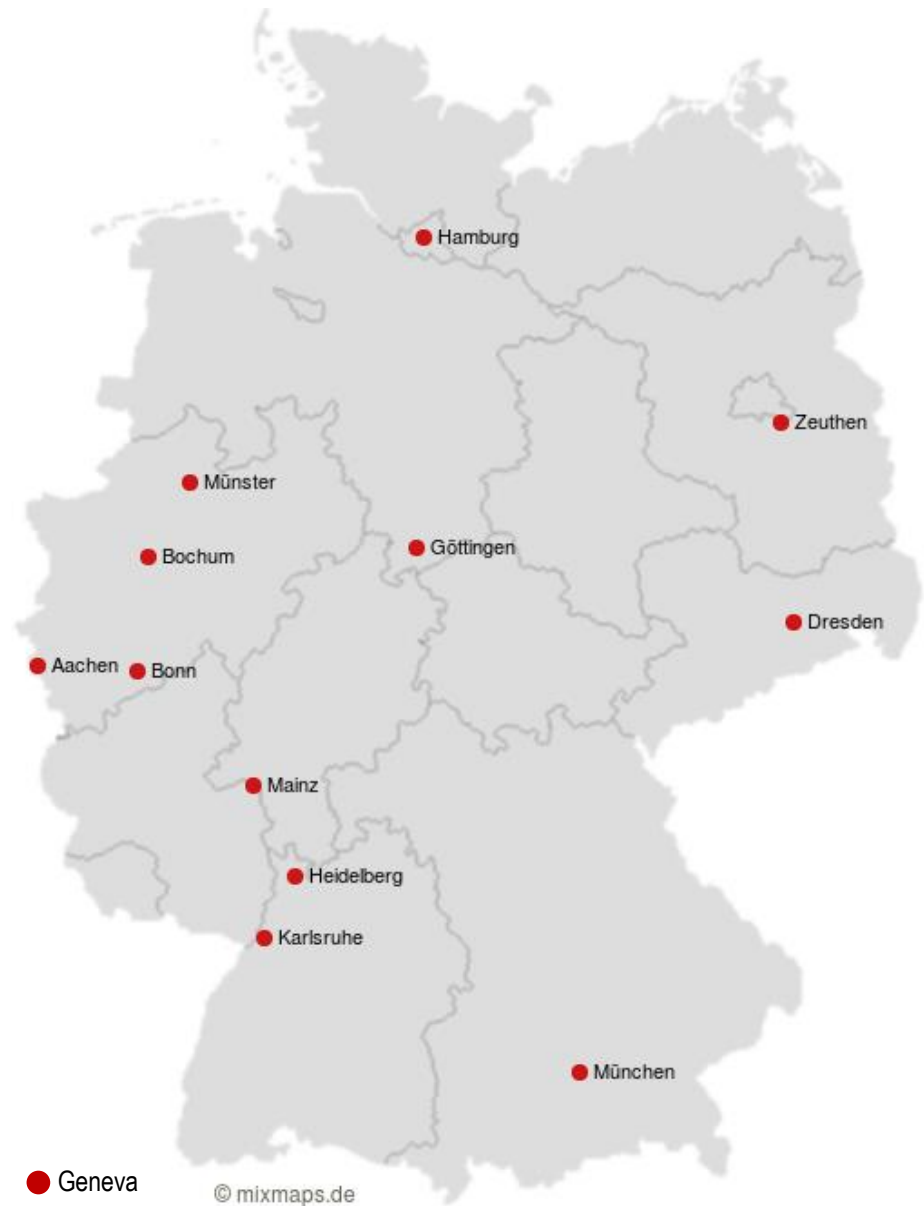 Hamburg
Zeuthen
Münster
Göttingen
Bochum
Dresden
Aachen
Bonn
Mainz
Heidelberg
Karlsruhe
München
Geneva
© mixmaps.de